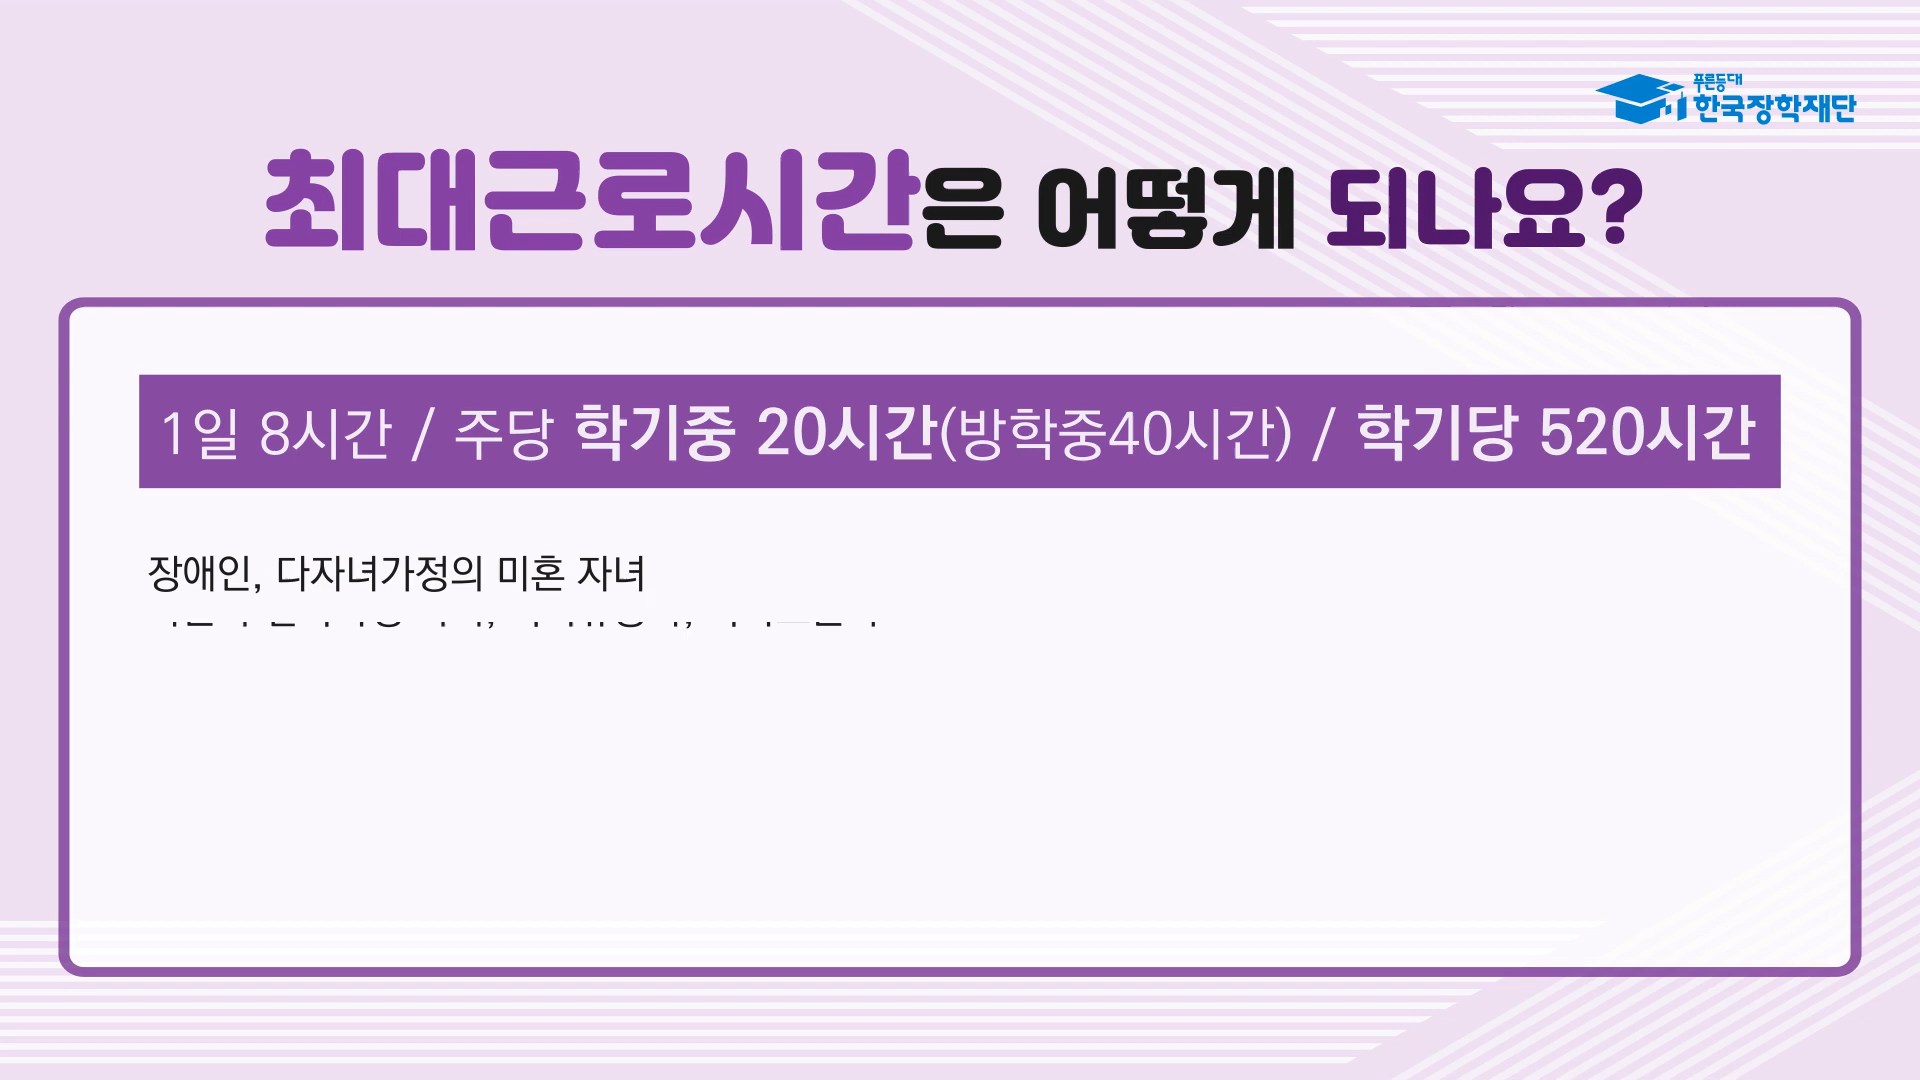 푸른등대
한국장학재단
최대근로시간은 어떻게 되나요?
1일 8시간 / 주당 학기중 20시간(방학중40시간) / 학기당 520시간
장애인, 다자녀가정의 미혼 자녀